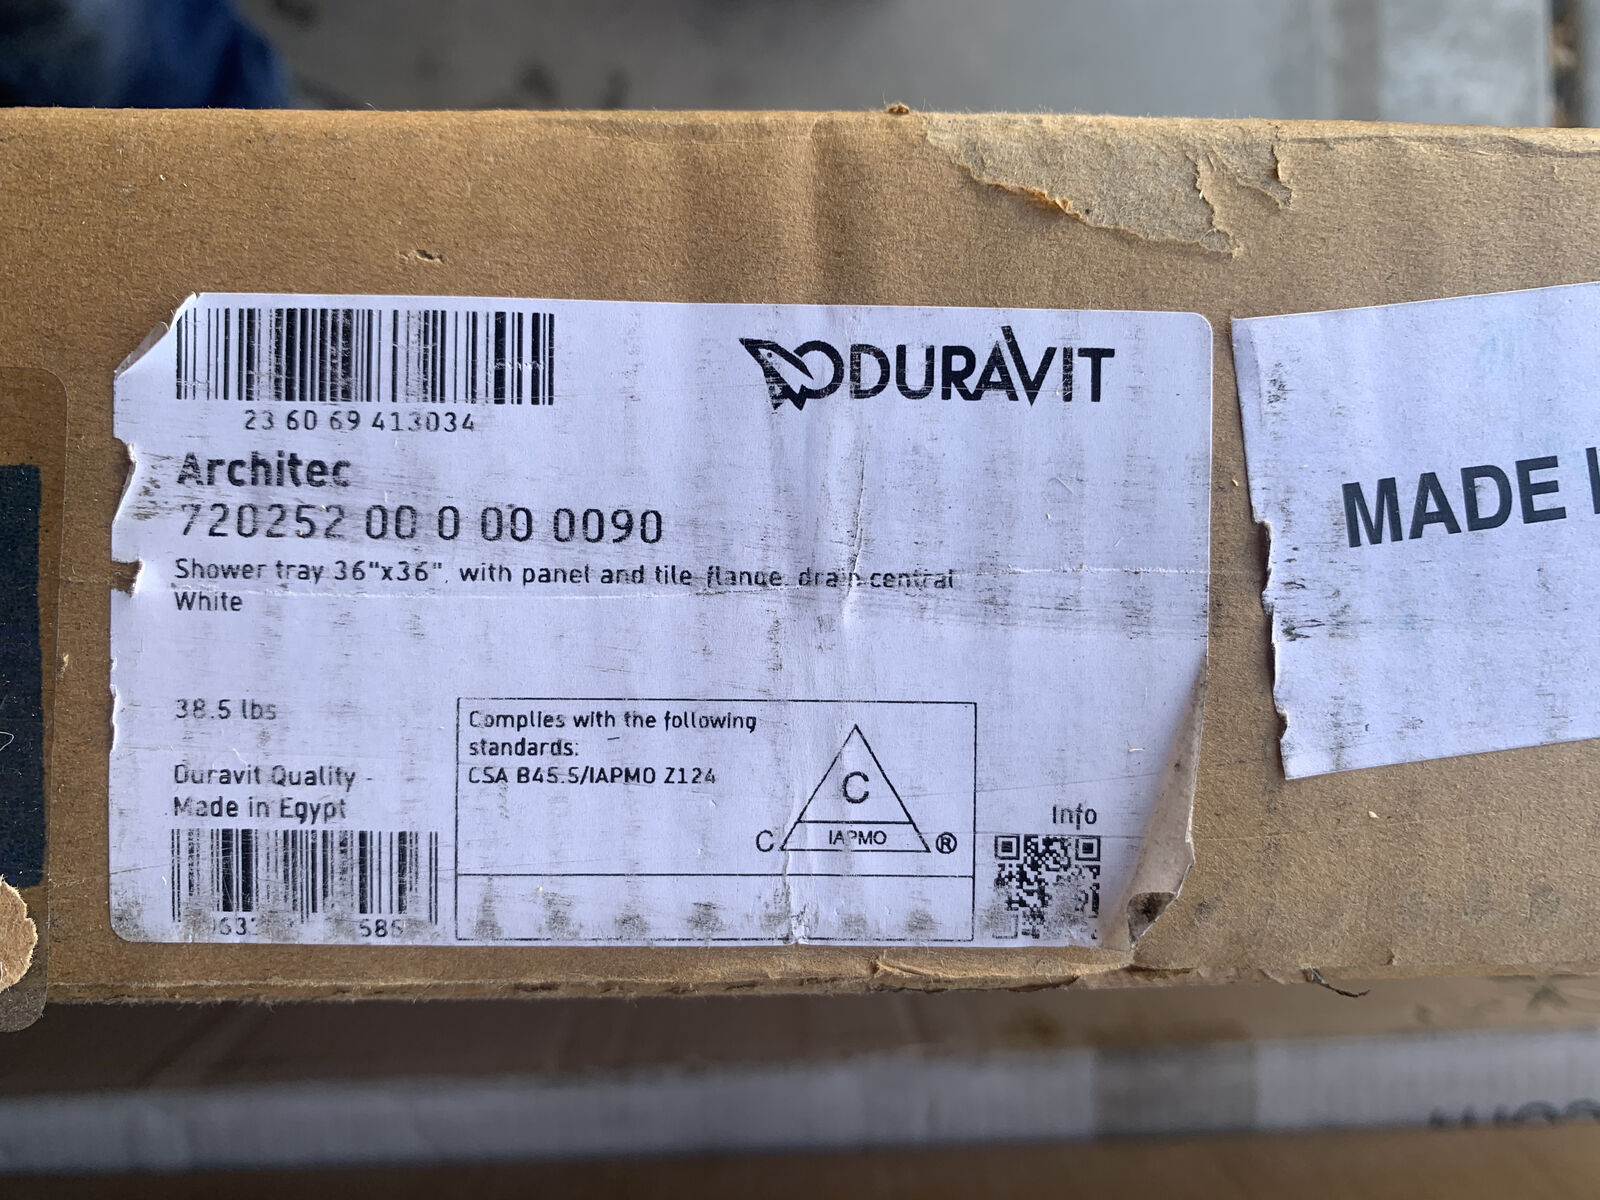 23 60 69 413034
DURAVIT
Architec
720252 00 0 00 0090
Shower tray 36"x36", with panel and tile flange, drain central
White
38.5 lbs
Duravit Quality -
Made in Egypt
Complies with the following
standards:
CSA B45.5/IAPMO Z124
C
IAPMO
C
®
Info
MADE